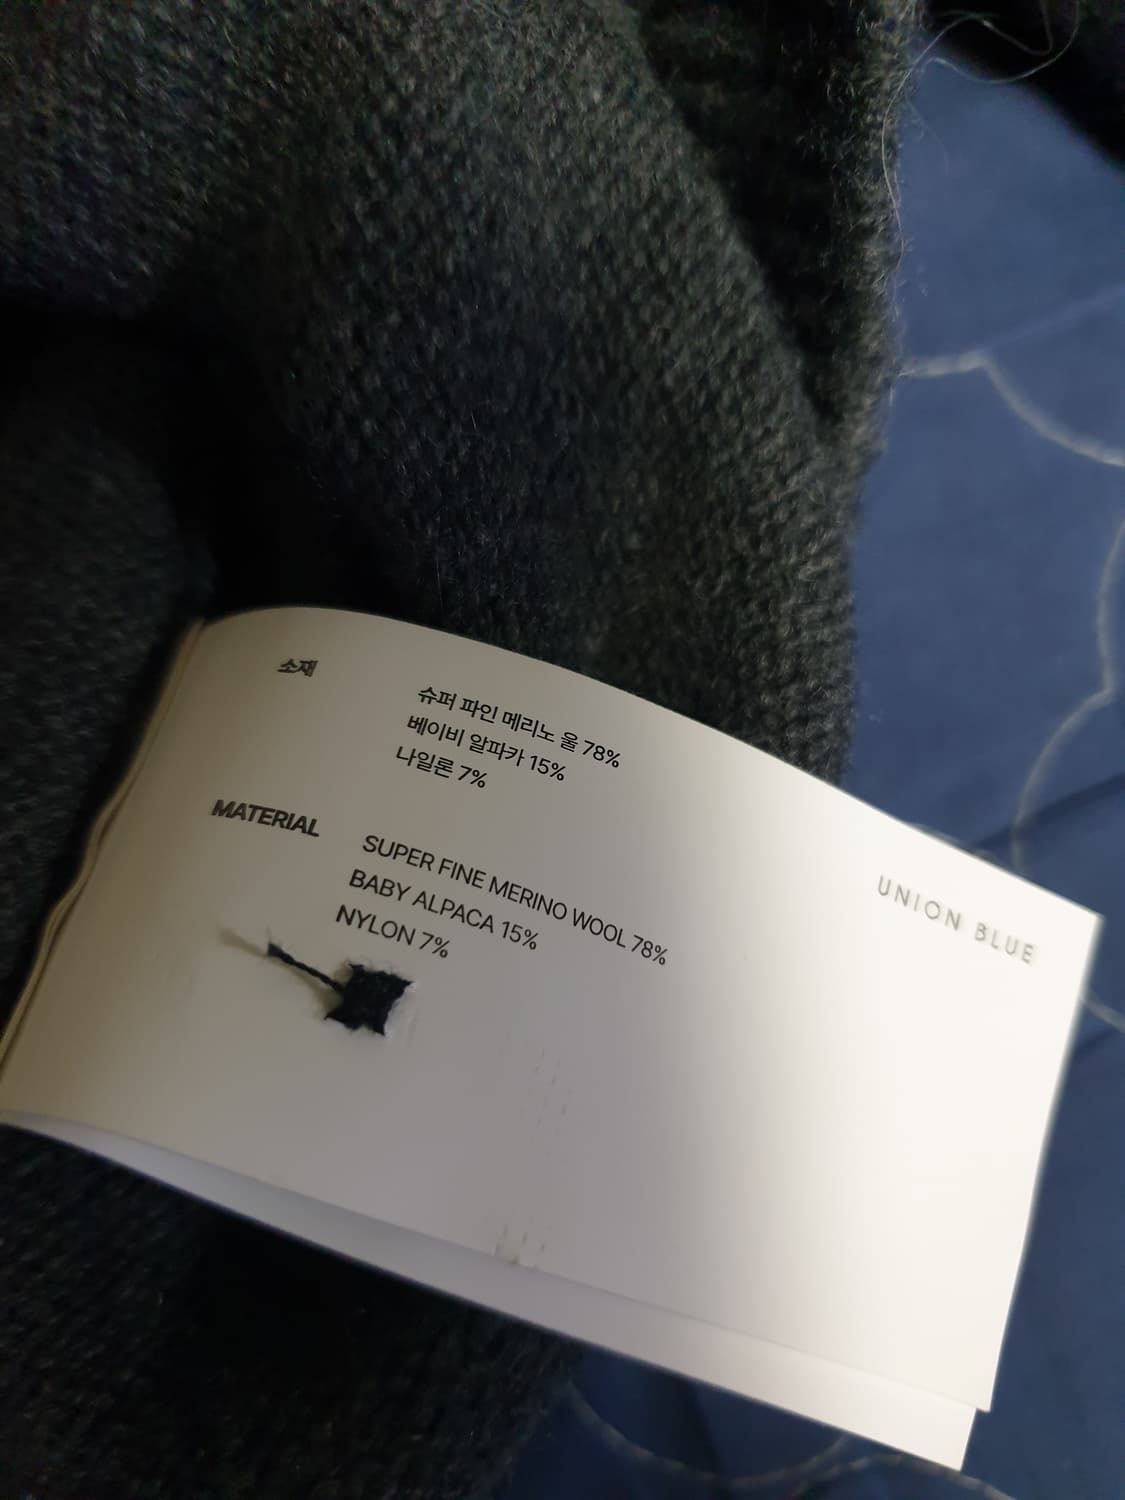 소재
슈퍼 파인 메리노 울 78%
베이비 알파카 15%
나일론 7%
MATERIAL
SUPER FINE MERINO WOOL 78%
BABY ALPACA 15%
NYLON 7%
UNION BLUE